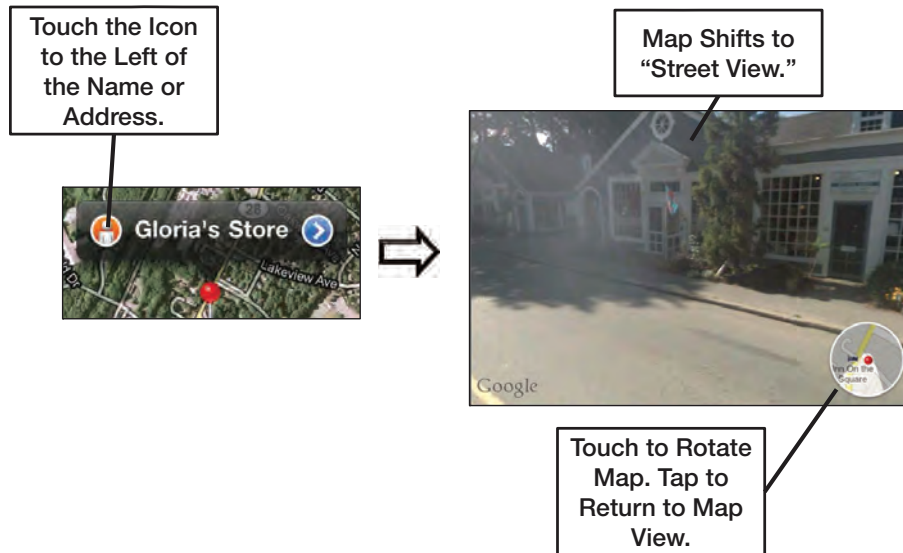 Touch the Icon
to the Left of
the Name or
Address.
Map Shifts to
“Street View.”
28
Gloria's Store
Lakeview Ave
Dr
Google
On the
Square
Touch to Rotate
Map. Tap to
Return to Map
View.